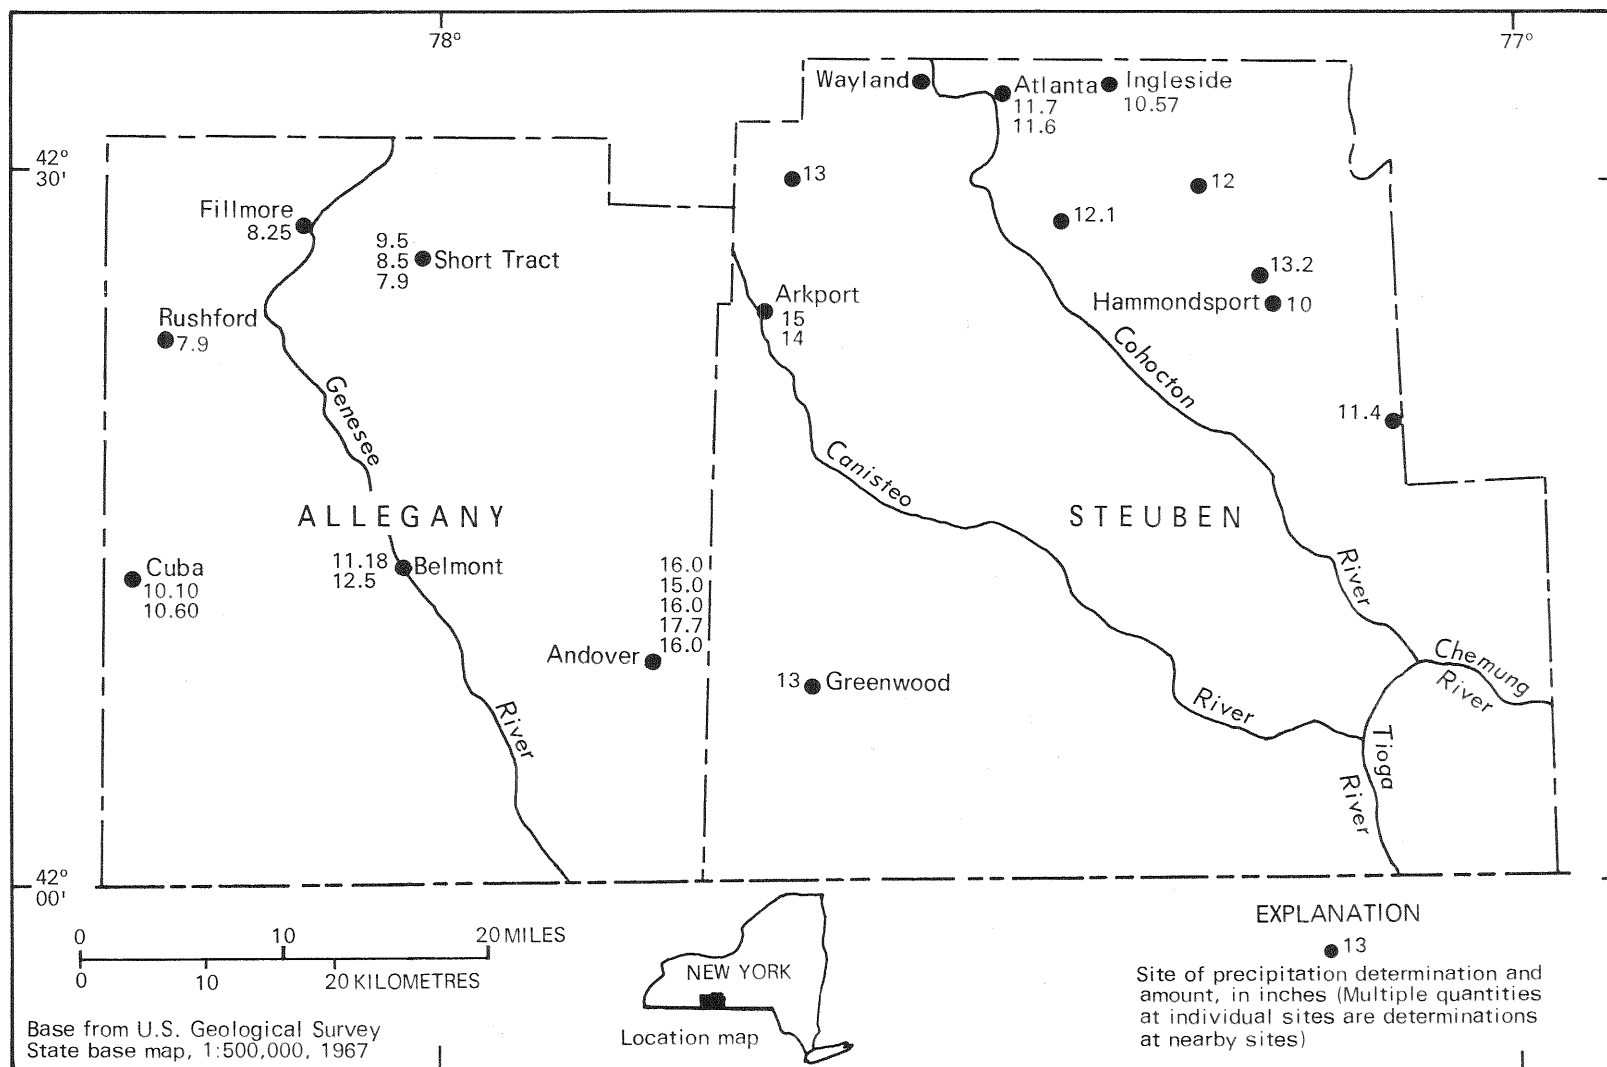 78°
77°
42°
30'
Wayland
Atlanta
11.7
11.6
Ingleside
10.57
13
12
12.1
Fillmore
8.25
9.5
8.5
7.9
Short Tract
13.2
Hammondsport
10
Arkport
15
14
Rushford
7.9
Genesee
River
Cohocton
River
11.4
Canisteo
River
ALLEGANY
STEUBEN
Cuba
10.10
10.60
11.18
12.5
Belmont
16.0
15.0
16.0
17.7
16.0
Andover
13
Greenwood
Chemung
River
Tioga
River
42°
00'
0 10 20 MILES
0 10 20 KILOMETRES
Base from U.S. Geological Survey
State base map, 1:500,000, 1967
NEW YORK
Location map
EXPLANATION
13
Site of precipitation determination and
amount, in inches (Multiple quantities
at individual sites are determinations
at nearby sites)